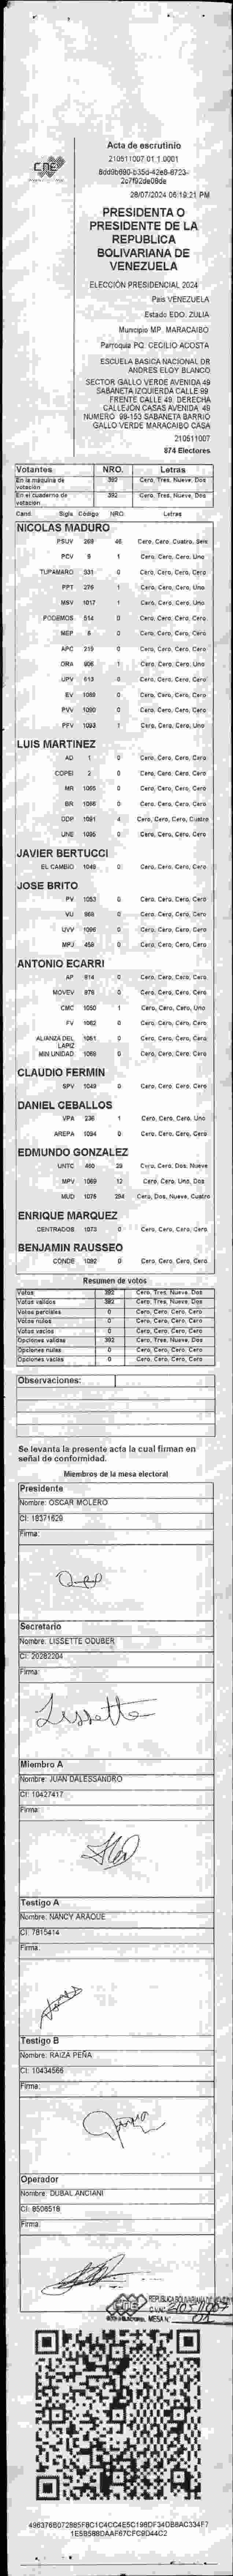 CNE
Acta de escrutinio
210511007.01.1.0001
28/07/2024 06:19:21 PM
PRESIDENTA O
PRESIDENTE DE LA
REPUBLICA
BOLIVARIANA DE
VENEZUELA
ELECCIÓN PRESIDENCIAL 2024
Pais VENEZUELA
Estado EDO. ZULIA
Municipio MP. MARACAIBO
Parroquia PQ. CECILIO ACOSTA
ESCUELA BASICA NACIONAL DR
ANDRES ELOY BLANCO
SECTOR GALLO VERDE AVENIDA 49
SABANETA IZQUIERDA CALLE 99.
FRENTE CALLE 49. DERECHA
CALLEJÓN CASAS AVENIDA 49
NUMERO 99-153 SABANETA BARRIO
GALLO VERDE MARACAIBO CASA
210511007
874 Electores
Votantes NRO. Letras
En la máquina de votación 392 Cero, Tres, Nueve, Dos
En el cuaderno de votación 392 Cero, Tres, Nueve, Dos
Cand. Sigla Código NRO. Letras
NICOLAS MADURO
PSUV 269 46 Cero, Cero, Cuatro, Seis
PCV 9 1 Cero, Cero, Cero, Uno
TUPAMARO 331 0 Cero, Cero, Cero, Cero
PPT 276 1 Cero, Cero, Cero, Uno
MSV 1017 1 Cero, Cero, Cero, Uno
PODEMOS 514 0 Cero, Cero, Cero, Cero
MEP 5 0 Cero, Cero, Cero, Cero
APC 219 0 Cero, Cero, Cero, Cero
ORA 906 1 Cero, Cero, Cero, Uno
UPV 613 0 Cero, Cero, Cero, Cero
EV 1069 0 Cero, Cero, Cero, Cero
PVV 1090 0 Cero, Cero, Cero, Cero
PFV 1093 1 Cero, Cero, Cero, Uno
LUIS MARTINEZ
AD 1 0 Cero, Cero, Cero, Cero
COPEI 2 0 Cero, Cero, Cero, Cero
MR 1065 0 Cero, Cero, Cero, Cero
BR 1066 0 Cero, Cero, Cero, Cero
DDP 1091 4 Cero, Cero, Cero, Cuatro
UNE 1095 0 Cero, Cero, Cero, Cero
JAVIER BERTUCCI
EL CAMBIO 1048 0 Cero, Cero, Cero, Cero
JOSE BRITO
PV 1053 0 Cero, Cero, Cero, Cero
VU 968 0 Cero, Cero, Cero, Cero
UVV 1096 0 Cero, Cero, Cero, Cero
MPJ 458 0 Cero, Cero, Cero, Cero
ANTONIO ECARRI
AP 914 0 Cero, Cero, Cero, Cero
MOVEV 976 0 Cero, Cero, Cero, Cero
CMC 1050 1 Cero, Cero, Cero, Uno
FV 1062 0 Cero, Cero, Cero, Cero
ALIANZA DEL LAPIZ 1061 0 Cero, Cero, Cero, Cero
MIN UNIDAD 1068 0 Cero, Cero, Cero, Cero
CLAUDIO FERMIN
SPV 1049 0 Cero, Cero, Cero, Cero
DANIEL CEBALLOS
VPA 236 1 Cero, Cero, Cero, Uno
AREPA 1094 0 Cero, Cero, Cero, Cero
EDMUNDO GONZALEZ
UNTC 460 29 Cero, Cero, Dos, Nueve
MPV 1069 12 Cero, Cero, Uno, Dos
MUD 1076 294 Cero, Dos, Nueve, Cuatro
ENRIQUE MARQUEZ
CENTRADOS 1073 0 Cero, Cero, Cero, Cero
BENJAMIN RAUSSEO
CONDE 1092 0 Cero, Cero, Cero, Cero
Resumen de votos
Votos 392 Cero, Tres, Nueve, Dos
Votos validos 392 Cero, Tres, Nueve, Dos
Votos parciales 0 Cero, Cero, Cero, Cero
Votos nulos 0 Cero, Cero, Cero, Cero
Votos vacios 0 Cero, Cero, Cero, Cero
Opciones validas 392 Cero, Tres, Nueve, Dos
Opciones nulas 0 Cero, Cero, Cero, Cero
Opciones vacias 0 Cero, Cero, Cero, Cero
Observaciones:
Se levanta la presente acta la cual firman en
señal de conformidad.
Miembros de la mesa electoral
Presidente
Nombre: OSCAR MOLERO
CI: 18371629
Firma:
Secretario
Nombre: LISSETTE ODUBER
CI: 20282204
Firma:
Lissette
Miembro A
Nombre: JUAN DALESSANDRO
CI: 10427417
Firma:
Testigo A
Nombre: NANCY ARAQUE
CI: 7815414
Firma:
Testigo B
Nombre: RAIZA PEÑA
CI: 10434566
Firma:
Operador
Nombre: DUBAL ANCIANI
CI: 8506518
Firma:
CNE REPÚBLICA BOLIVARIANA DE VENEZUELA
MESA N° 01